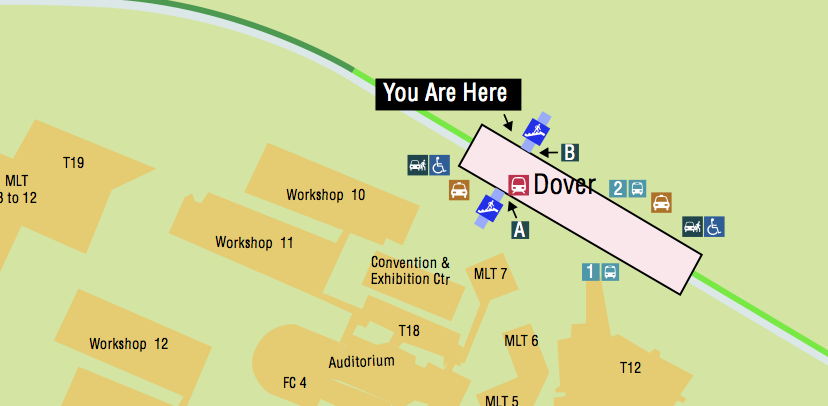 You Are Here
B
T19
MLT
3 to 12
Workshop 10
Dover
2
A
Workshop 11
Convention &
Exhibition Ctr
MLT 7
1
T18
Workshop 12
MLT 6
Auditorium
T12
FC 4
MLT 5